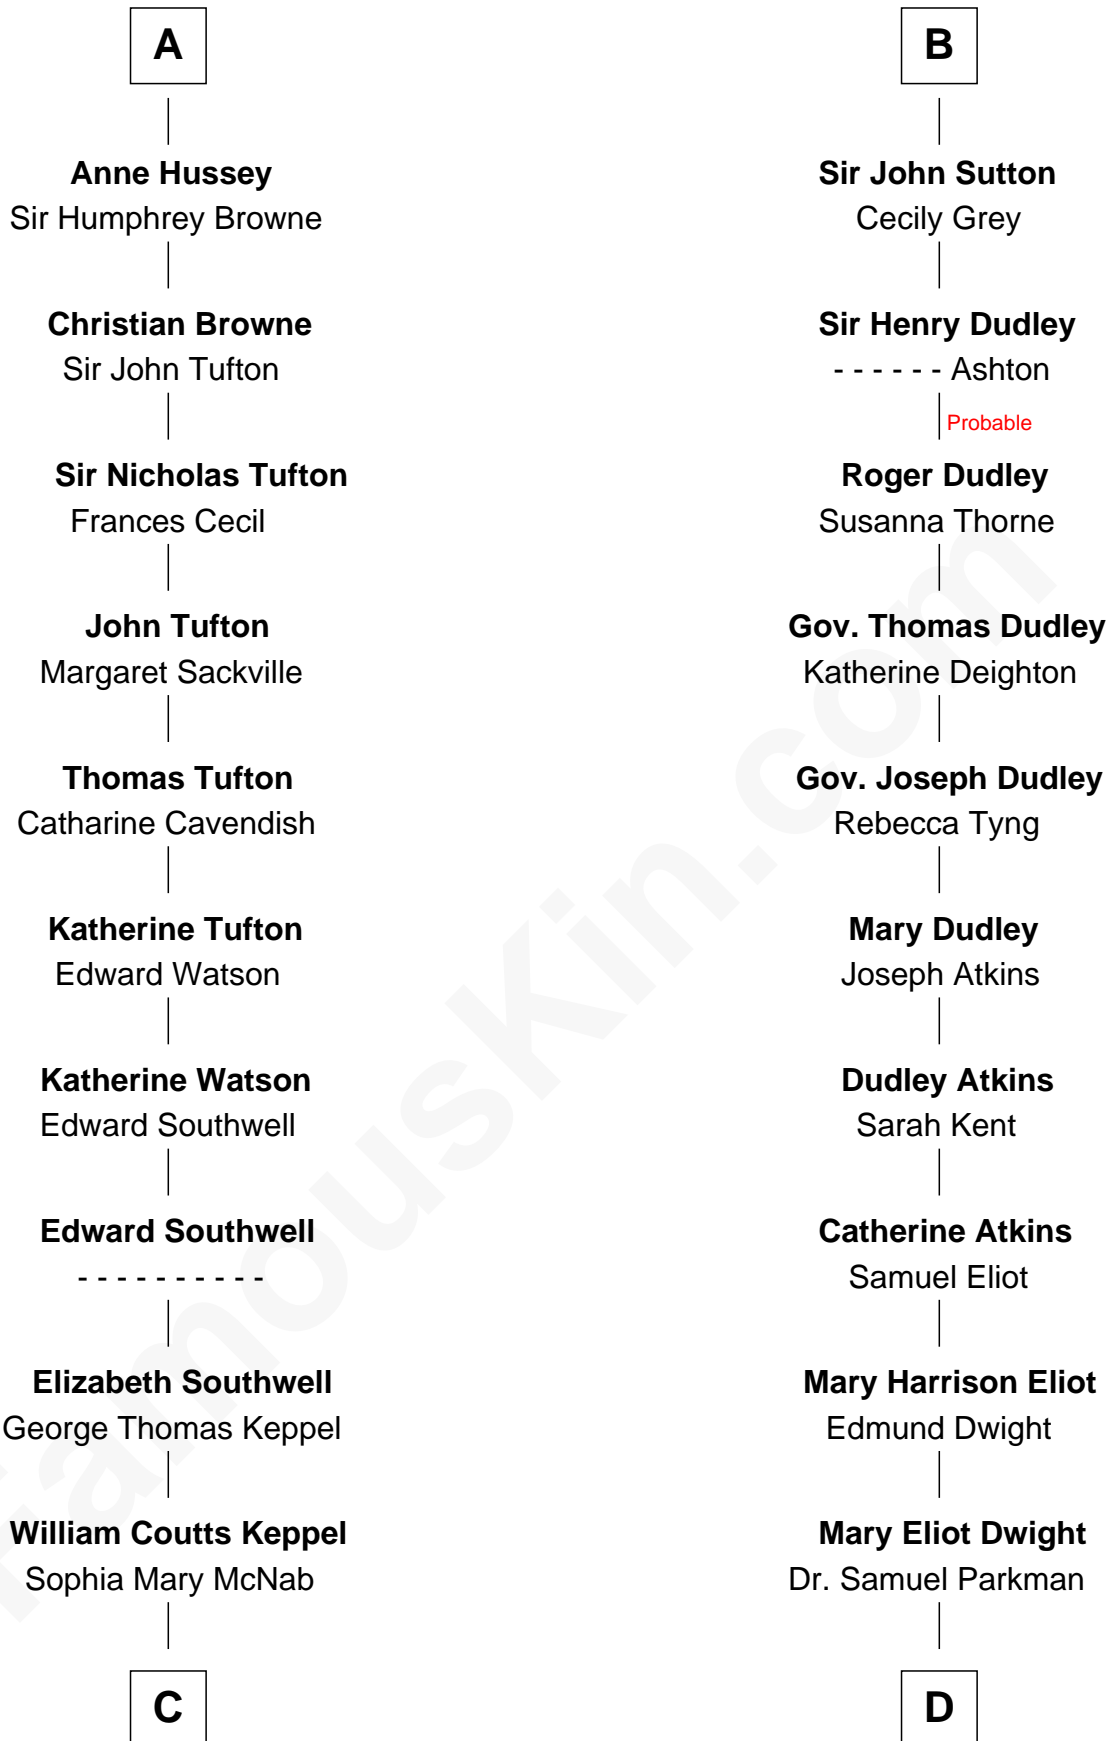 A
Anne Hussey
Sir Humphrey Browne
Christian Browne
Sir John Tufton
Sir Nicholas Tufton
Frances Cecil
John Tufton
Margaret Sackville
Thomas Tufton
Catharine Cavendish
Katherine Tufton
Edward Watson
Katherine Watson
Edward Southwell
Edward Southwell
- - - - - - - - - -
Elizabeth Southwell
George Thomas Keppel
William Coutts Keppel
Sophia Mary McNab
C
B
Sir John Sutton
Cecily Grey
Sir Henry Dudley
- - - - - - Ashton
Probable
Roger Dudley
Susanna Thorne
Gov. Thomas Dudley
Katherine Deighton
Gov. Joseph Dudley
Rebecca Tyng
Mary Dudley
Joseph Atkins
Dudley Atkins
Sarah Kent
Catherine Atkins
Samuel Eliot
Mary Harrison Eliot
Edmund Dwight
Mary Eliot Dwight
Dr. Samuel Parkman
D
FamousKin.com